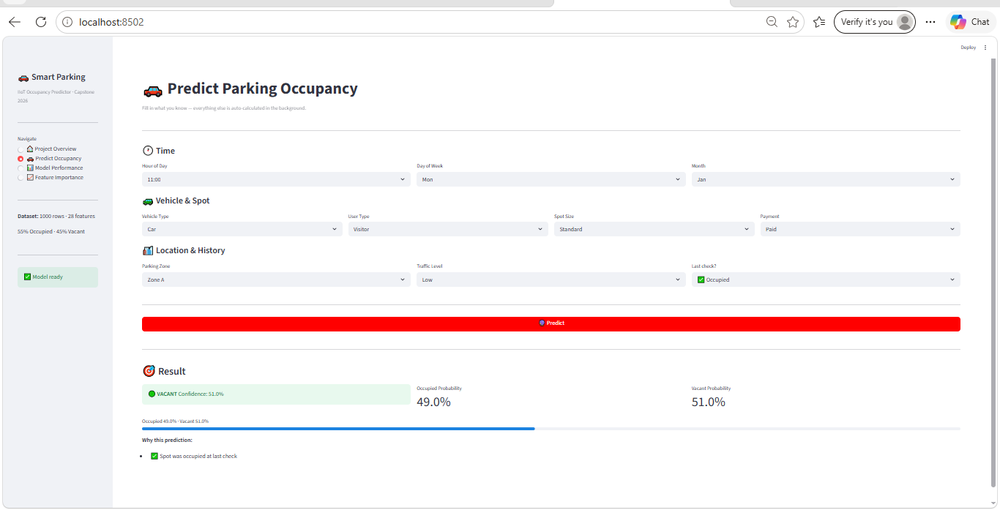 localhost:8502
Verify it's you
Chat
Deploy
Smart Parking
IIoT Occupancy Predictor · Capstone
2026
Navigate
Project Overview
Predict Occupancy
Model Performance
Feature Importance
Dataset: 1000 rows · 28 features
55% Occupied · 45% Vacant
Model ready
Predict Parking Occupancy
Fill in what you know — everything else is auto-calculated in the background.
Time
Hour of Day Day of Week Month
11:00 Mon Jan
Vehicle & Spot
Vehicle Type User Type Spot Size Payment
Car Visitor Standard Paid
Location & History
Parking Zone Traffic Level Last check?
Zone A Low Occupied
Predict
Result
VACANT Confidence: 51.0%
Occupied Probability
49.0%
Vacant Probability
51.0%
Occupied 49.0% · Vacant 51.0%
Why this prediction:
Spot was occupied at last check